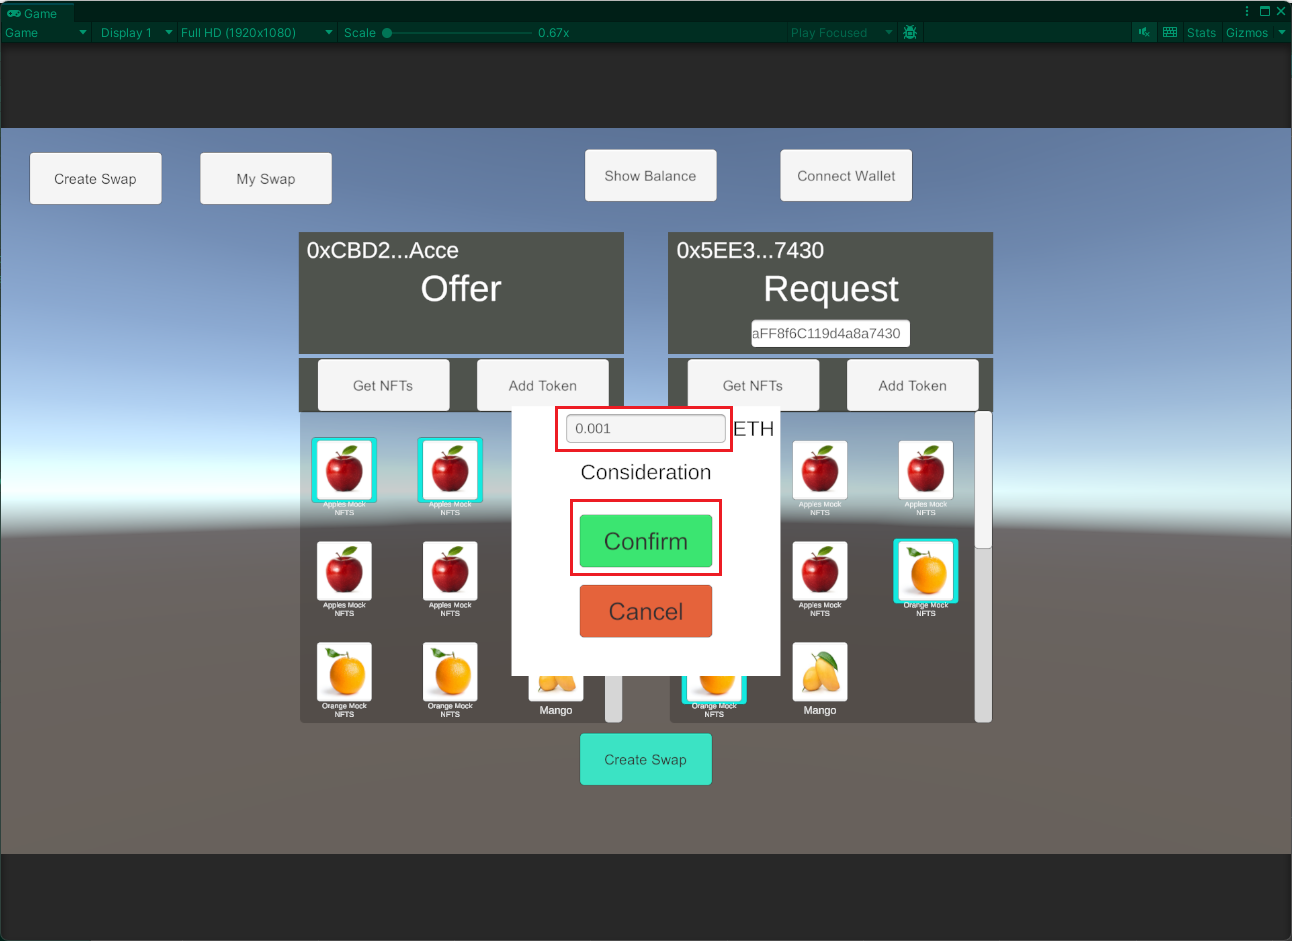 Game
Game Display 1 Full HD (1920x1080) Scale 0.67x Play Focused Stats Gizmos
Create Swap My Swap Show Balance Connect Wallet
0xCBD2...Acce
Offer
0x5EE3...7430
Request
aFF8f6C119d4a8a7430
Get NFTs Add Token
Get NFTs Add Token
0.001 ETH
Consideration
Confirm
Cancel
Apples Mock
NFTS
Apples Mock
NFTS
Apples Mock
NFTS
Apples Mock
NFTS
Orange Mock
NFTS
Orange Mock
NFTS
Mango
Apples Mock
NFTS
Apples Mock
NFTS
Apples Mock
NFTS
Orange Mock
NFTS
Orange Mock
NFTS
Mango
Create Swap